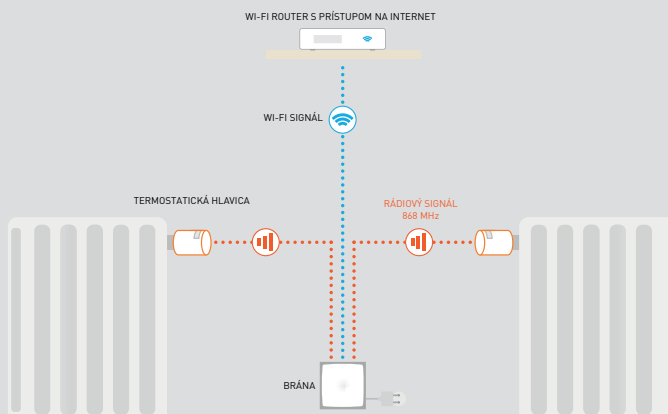 WI-FI ROUTER S PRÍSTUPOM NA INTERNET
WI-FI SIGNÁL
TERMOSTATICKÁ HLAVICA
RÁDIOVÝ SIGNÁL
868 MHz
BRÁNA